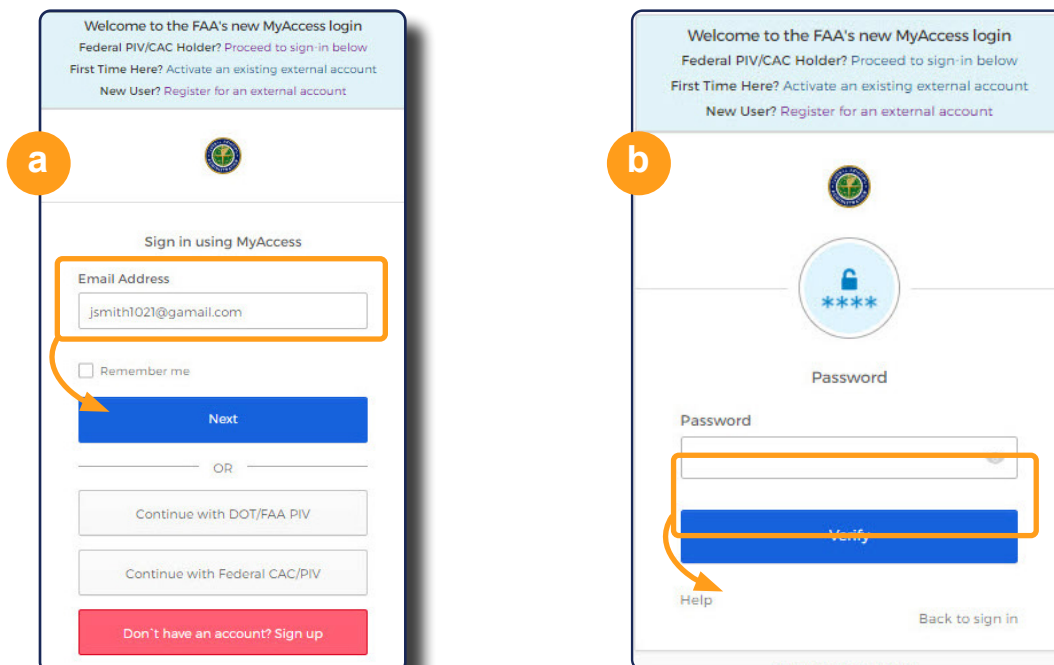 Welcome to the FAA's new MyAccess login
Federal PIV/CAC Holder? Proceed to sign-in below
First Time Here? Activate an existing external account
New User? Register for an external account
a
Sign in using MyAccess
Email Address
jsmith1021@gamail.com
Remember me
Next
OR
Continue with DOT/FAA PIV
Continue with Federal CAC/PIV
Don`t have an account? Sign up
Welcome to the FAA's new MyAccess login
Federal PIV/CAC Holder? Proceed to sign-in below
First Time Here? Activate an existing external account
New User? Register for an external account
b
****
Password
Password
Verify
Help
Back to sign in